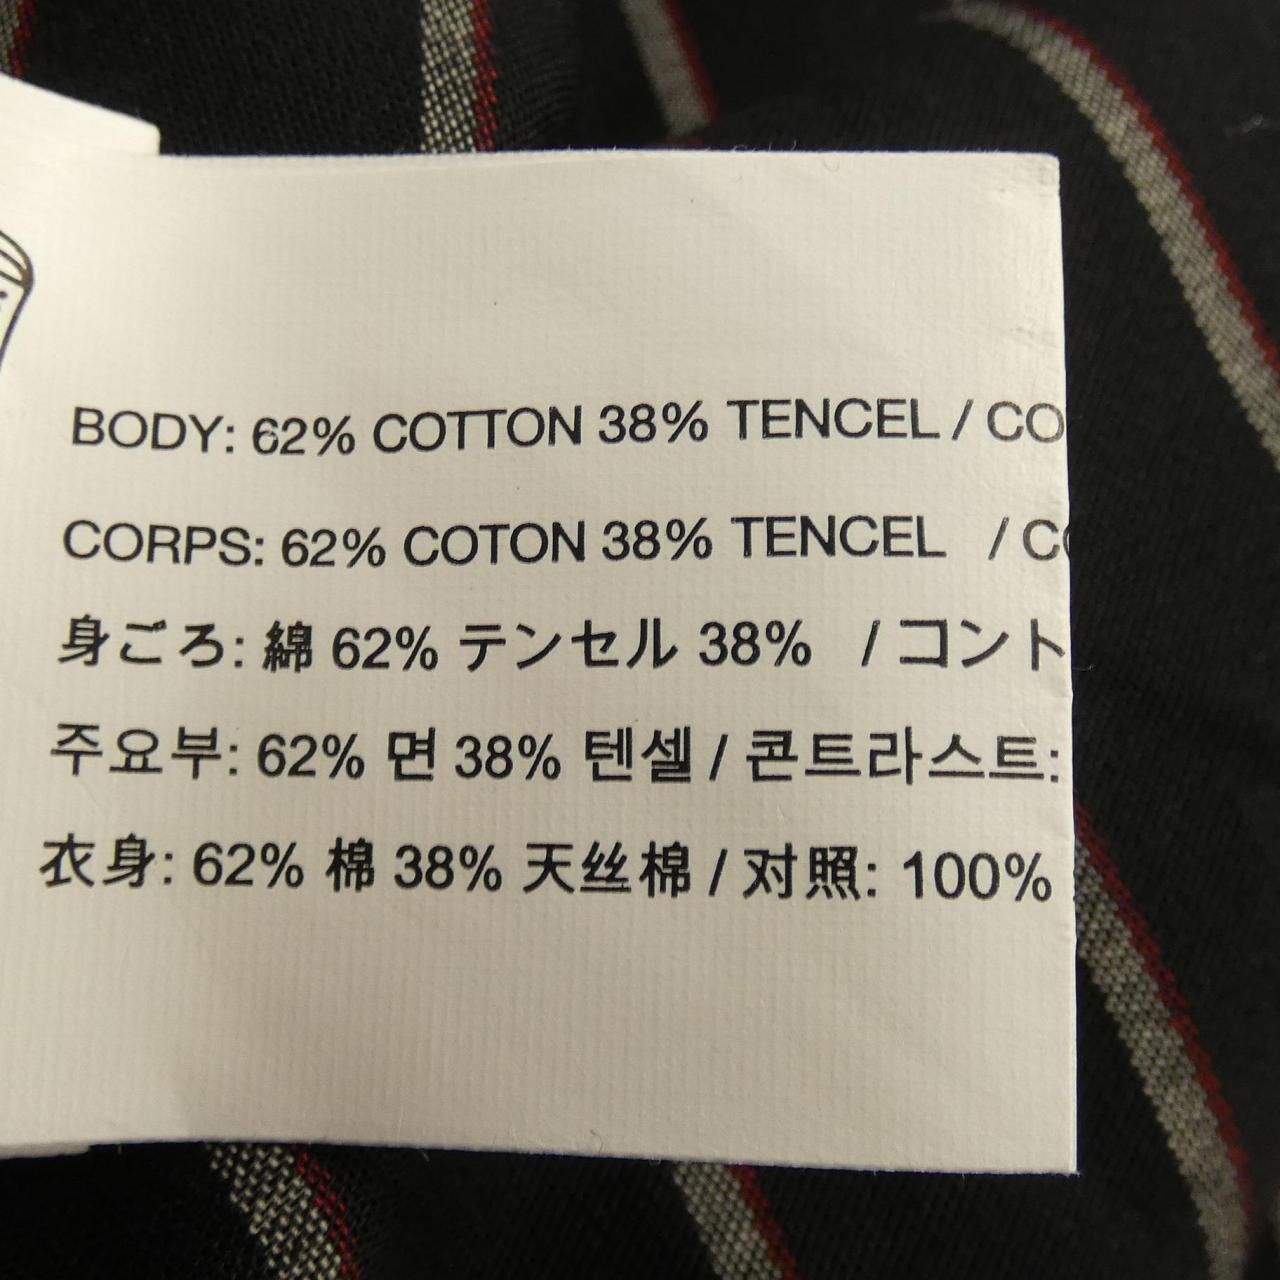 BODY: 62% COTTON 38% TENCEL / CO
CORPS: 62% COTON 38% TENCEL / CO
身ごろ: 綿 62% テンセル 38% / コント
주요부: 62% 면 38% 텐셀 / 콘트라스트:
衣身: 62% 棉 38% 天丝棉 / 对照: 100%